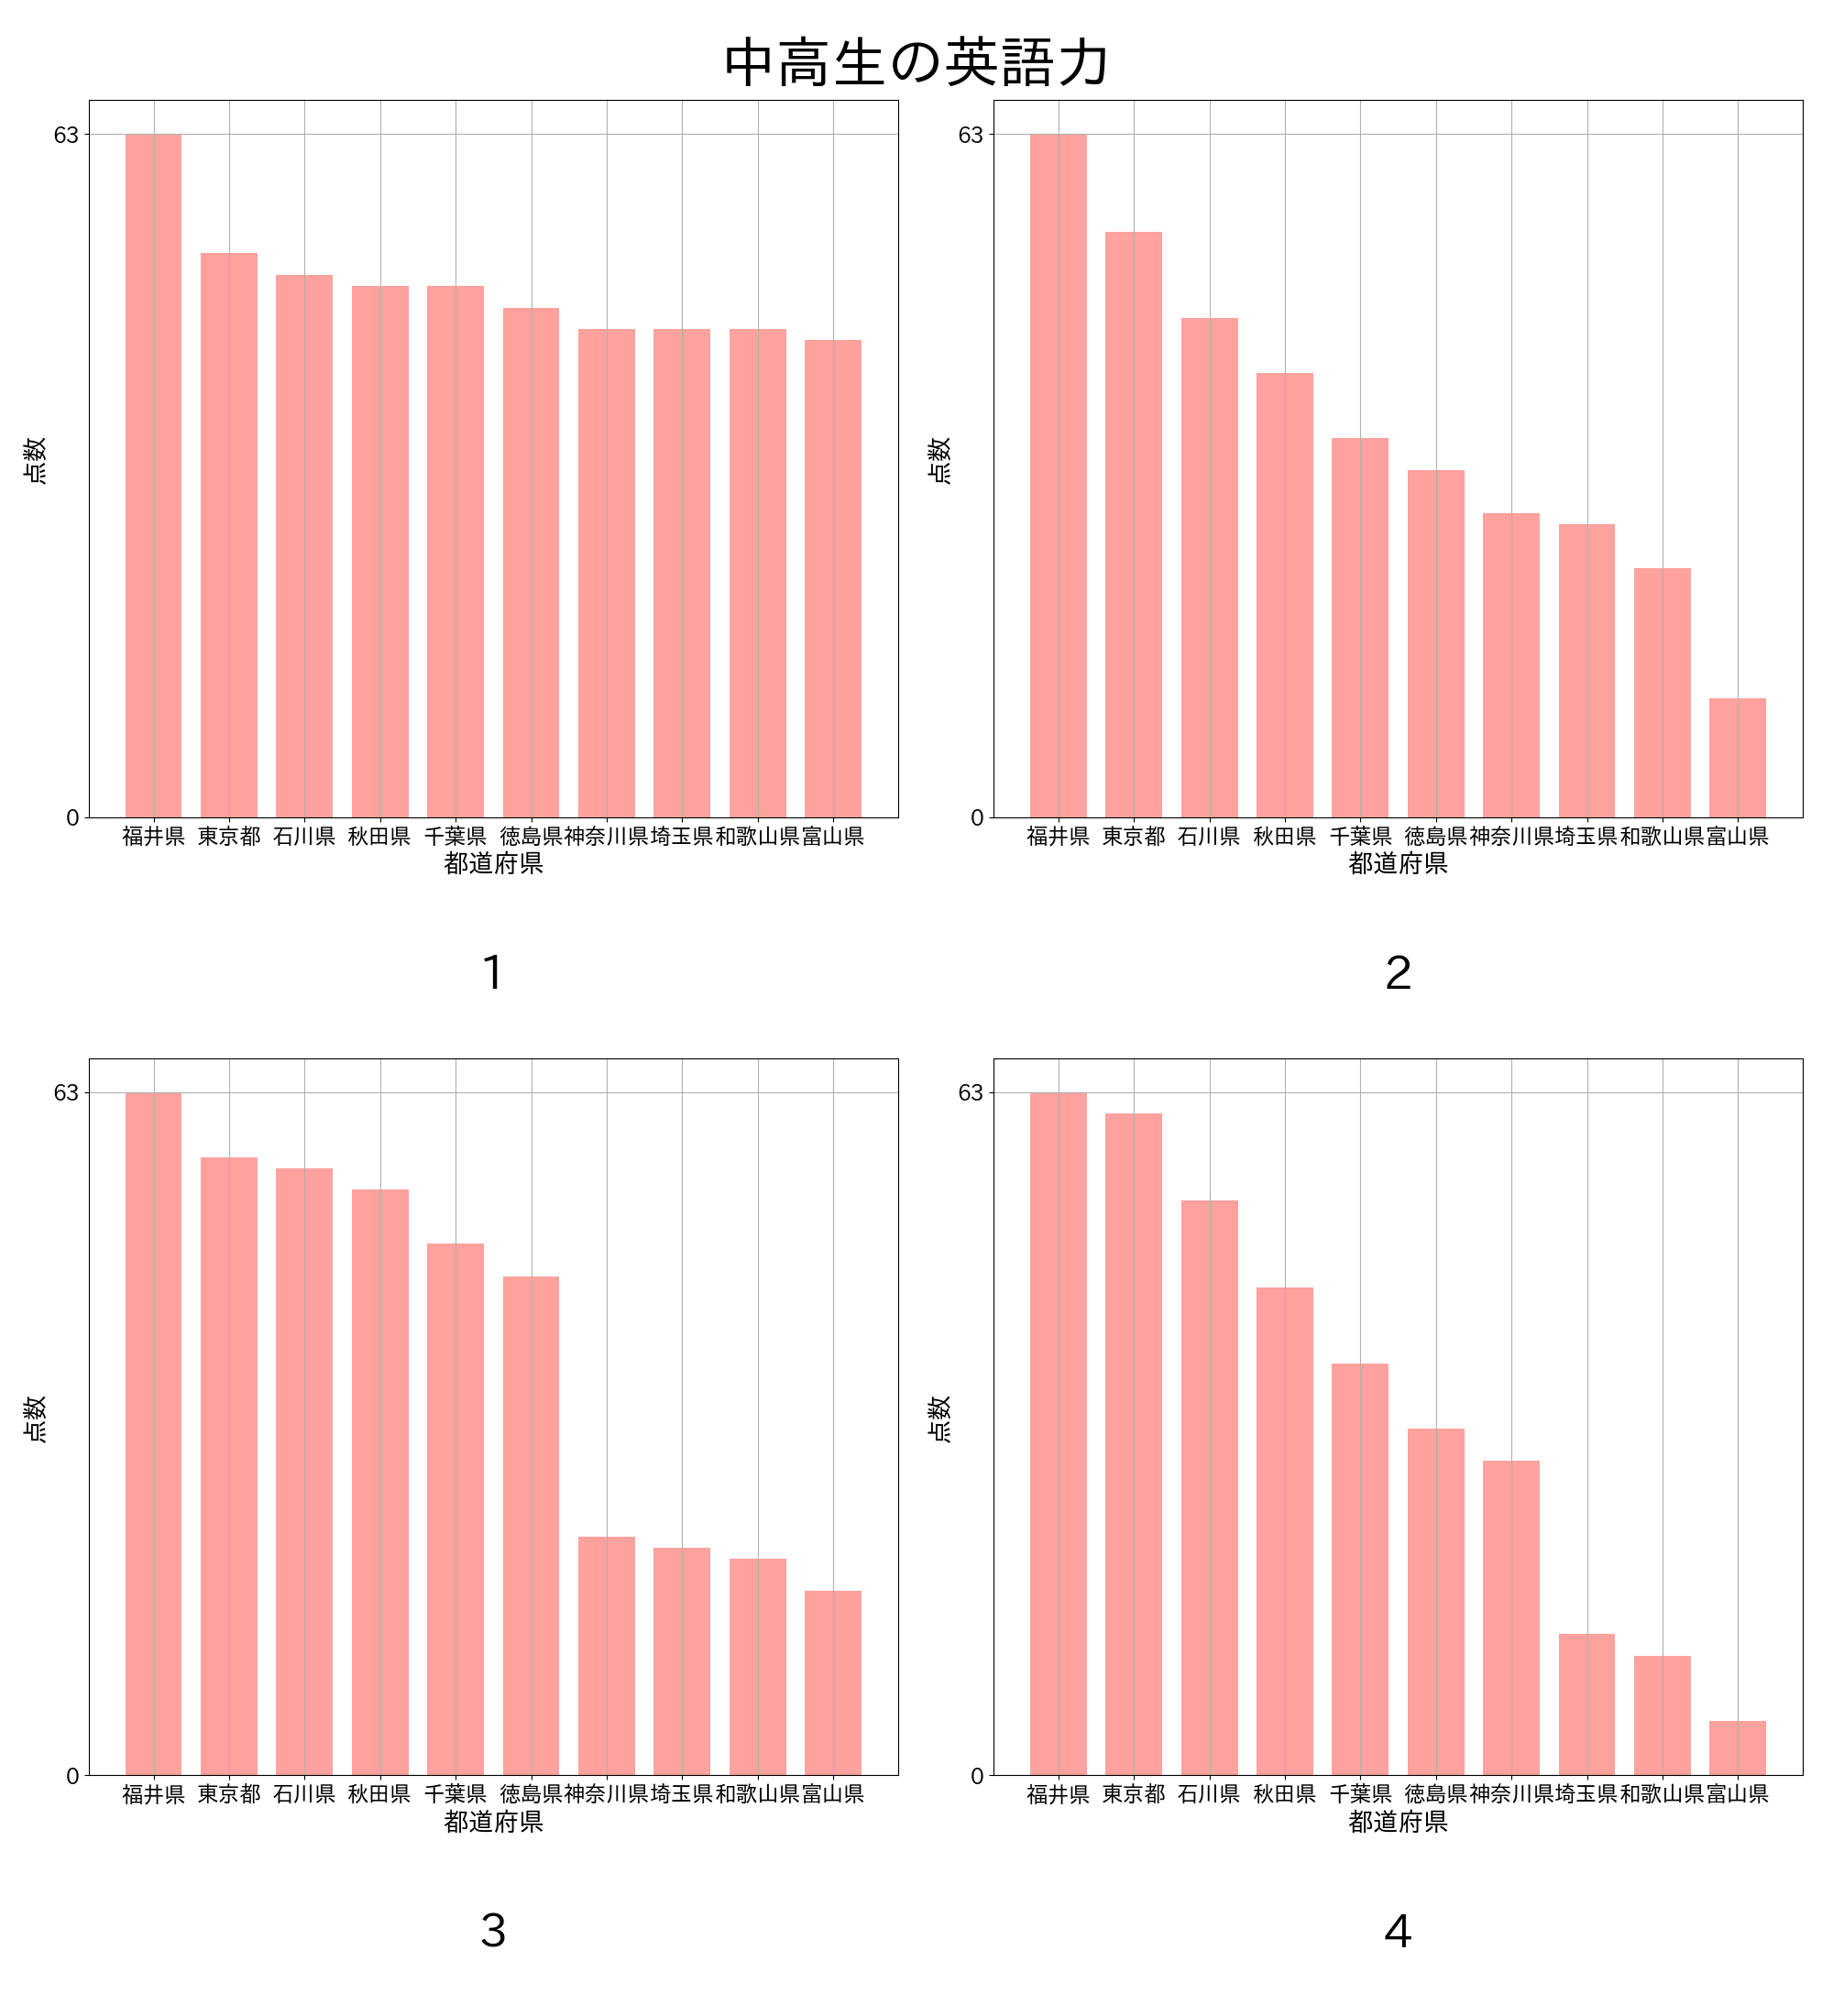 中高生の英語力
63
0
点数
福井県 東京都 石川県 秋田県 千葉県 徳島県 神奈川県 埼玉県 和歌山県 富山県
都道府県
1
63
0
点数
福井県 東京都 石川県 秋田県 千葉県 徳島県 神奈川県 埼玉県 和歌山県 富山県
都道府県
2
63
0
点数
福井県 東京都 石川県 秋田県 千葉県 徳島県 神奈川県 埼玉県 和歌山県 富山県
都道府県
3
63
0
点数
福井県 東京都 石川県 秋田県 千葉県 徳島県 神奈川県 埼玉県 和歌山県 富山県
都道府県
4